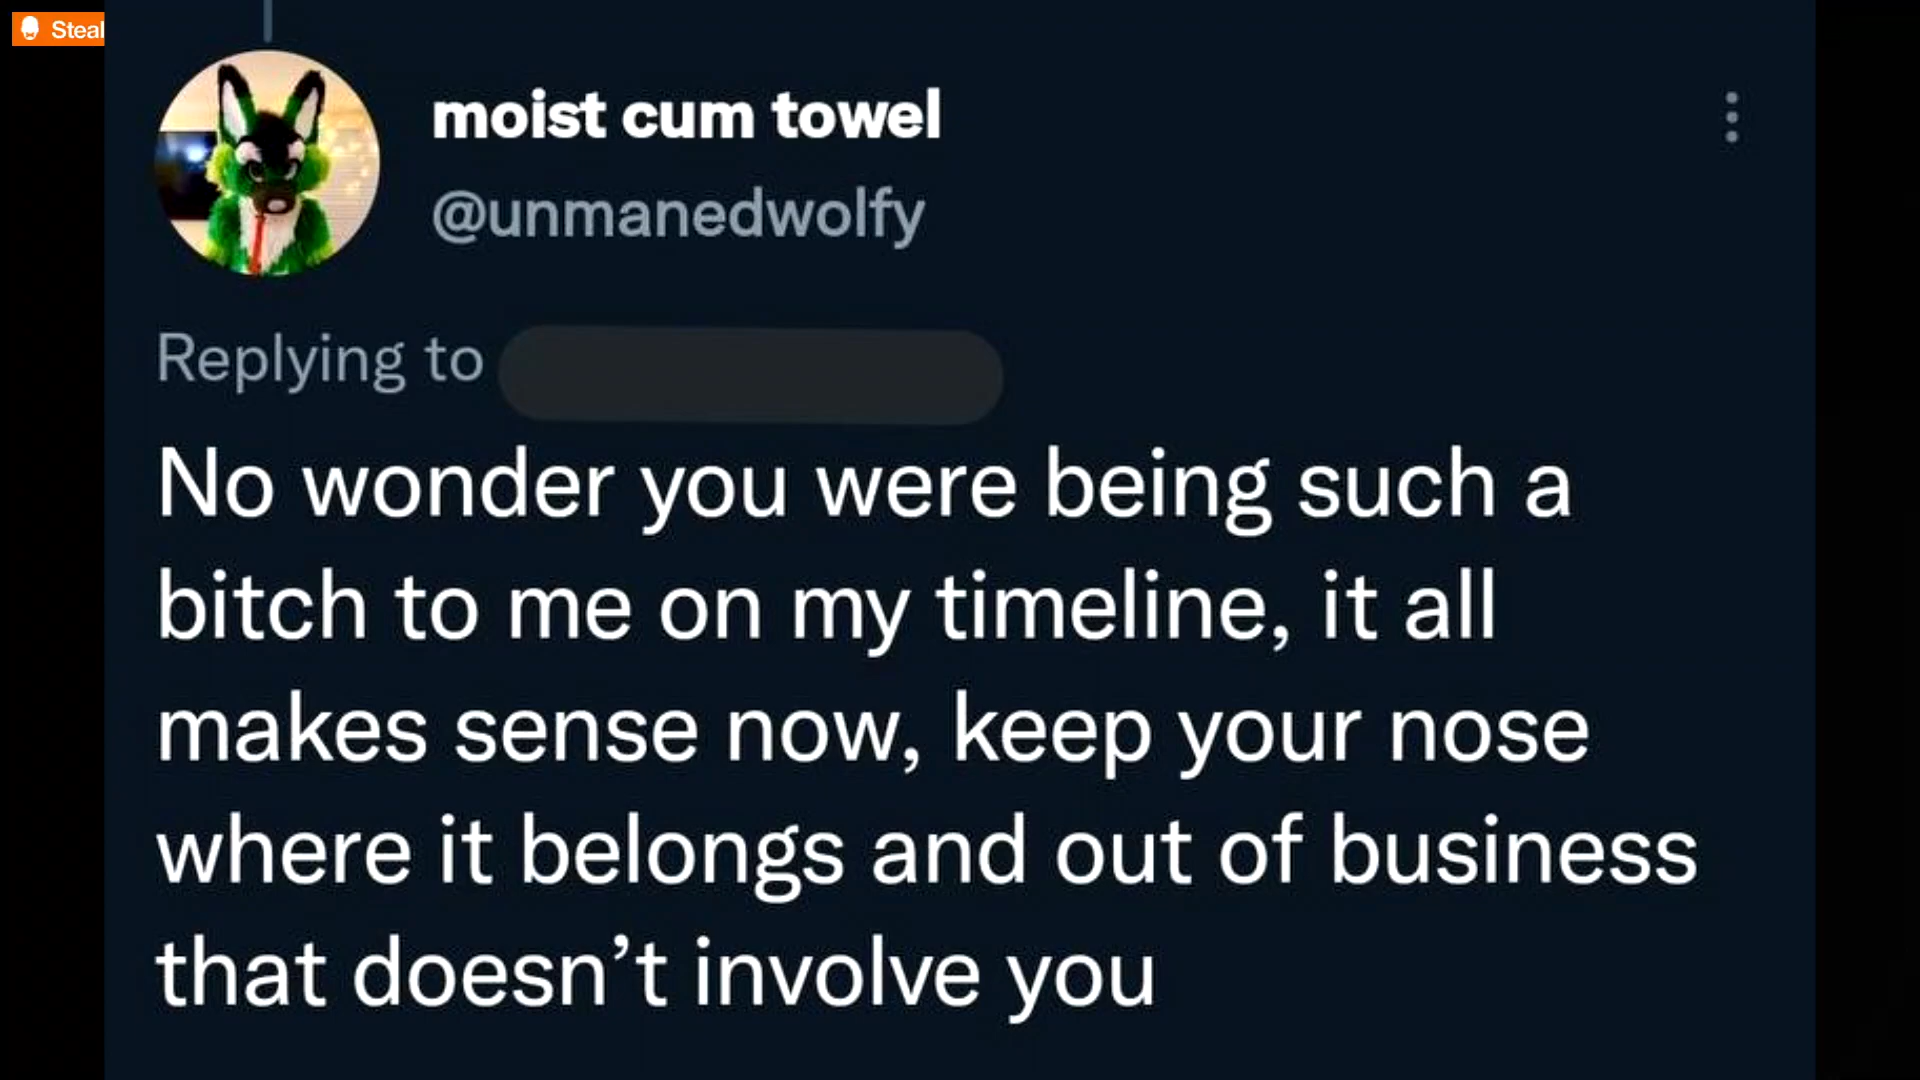 Steal
moist cum towel
@unmanedwolfy
Replying to
No wonder you were being such a
bitch to me on my timeline, it all
makes sense now, keep your nose
where it belongs and out of business
that doesn’t involve you